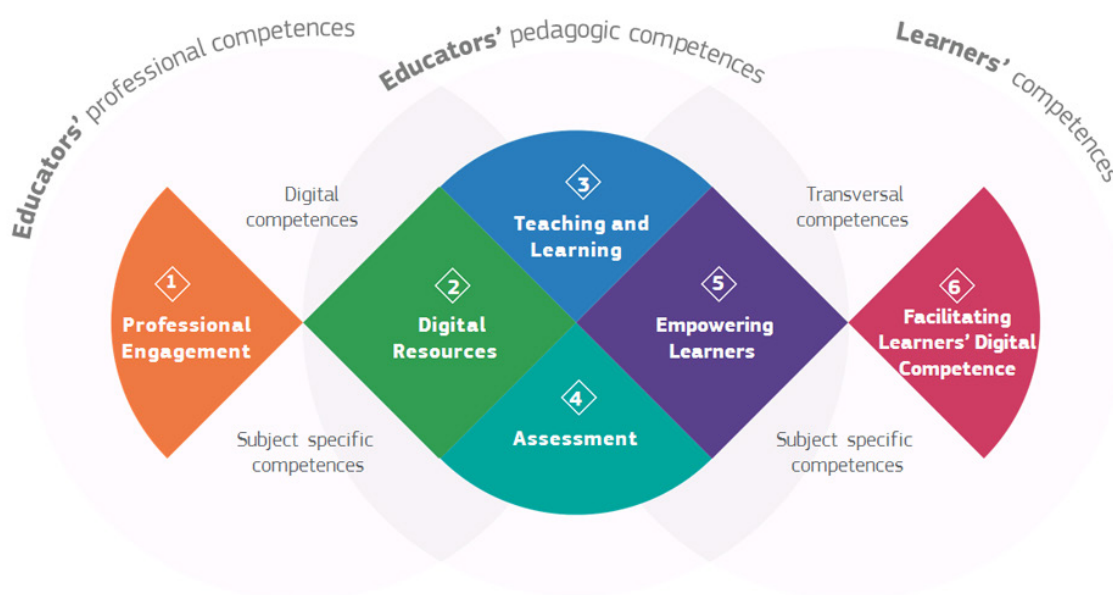 Educators' professional competences
Educators' pedagogic competences
Learners' competences
Digital
competences
Transversal
competences
1
Professional
Engagement
2
Digital
Resources
3
Teaching and
Learning
4
Assessment
5
Empowering
Learners
6
Facilitating
Learners' Digital
Competence
Subject specific
competences
Subject specific
competences